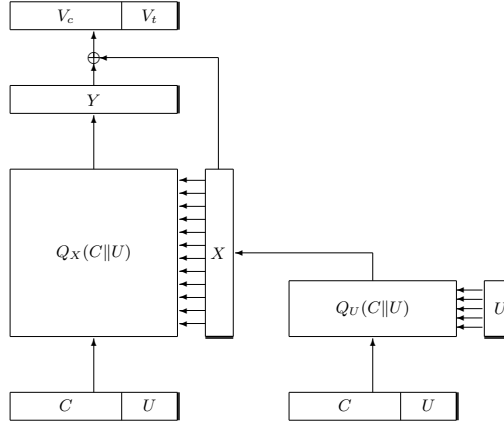 V_c V_t
⊕
Y
Q_X(C||U) X
Q_U(C||U) U
C U C U